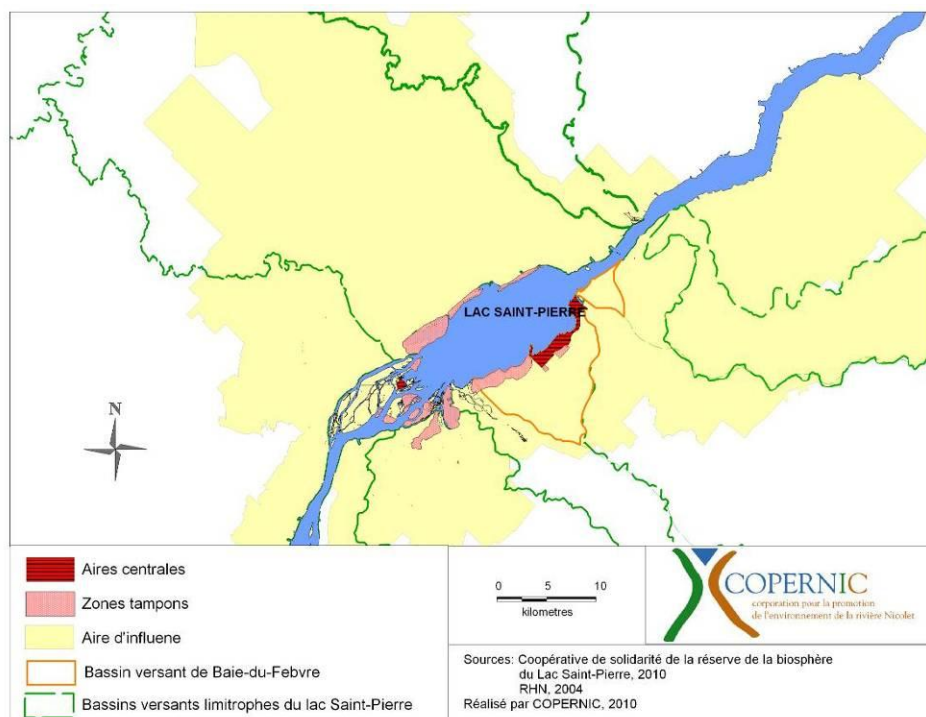 LAC SAINT-PIERRE
N
Aires centrales
Zones tampons
Aire d'influene
Bassin versant de Baie-du-Febvre
Bassins versants limitrophes du lac Saint-Pierre
0 5 10
kilometres
COPERNIC
corporation pour la promotion
de l'environnement de la rivière Nicolet
Sources: Coopérative de solidarité de la réserve de la biosphère
du Lac Saint-Pierre, 2010
RHN, 2004
Réalisé par COPERNIC, 2010